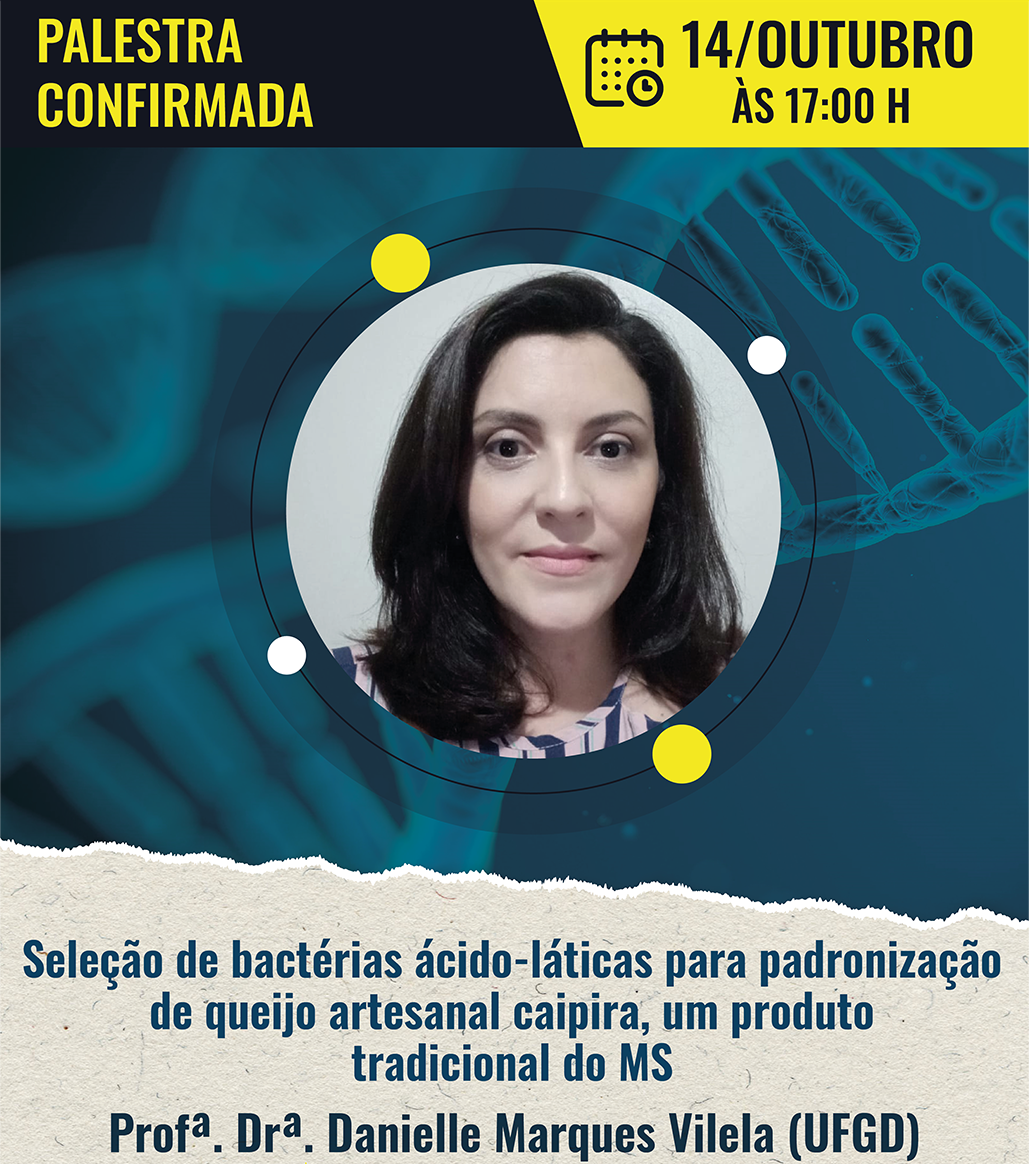 PALESTRA
CONFIRMADA
14/OUTUBRO
ÀS 17:00 H
Seleção de bactérias ácido-láticas para padronização
de queijo artesanal caipira, um produto
tradicional do MS
Profª. Drª. Danielle Marques Vilela (UFGD)